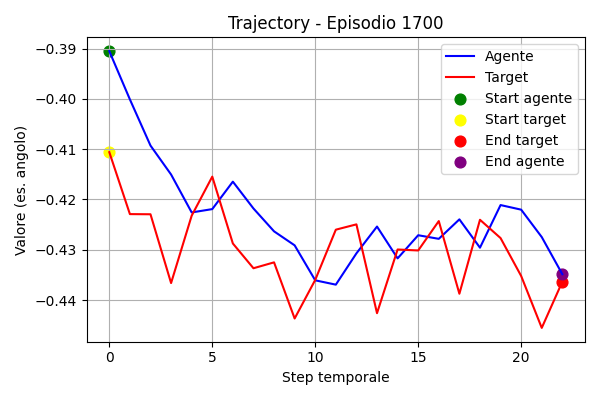 Trajectory - Episodio 1700
Valore (es. angolo)
−0.39
−0.40
−0.41
−0.42
−0.43
−0.44
Agente
Target
Start agente
Start target
End target
End agente
0
5
10
15
20
Step temporale